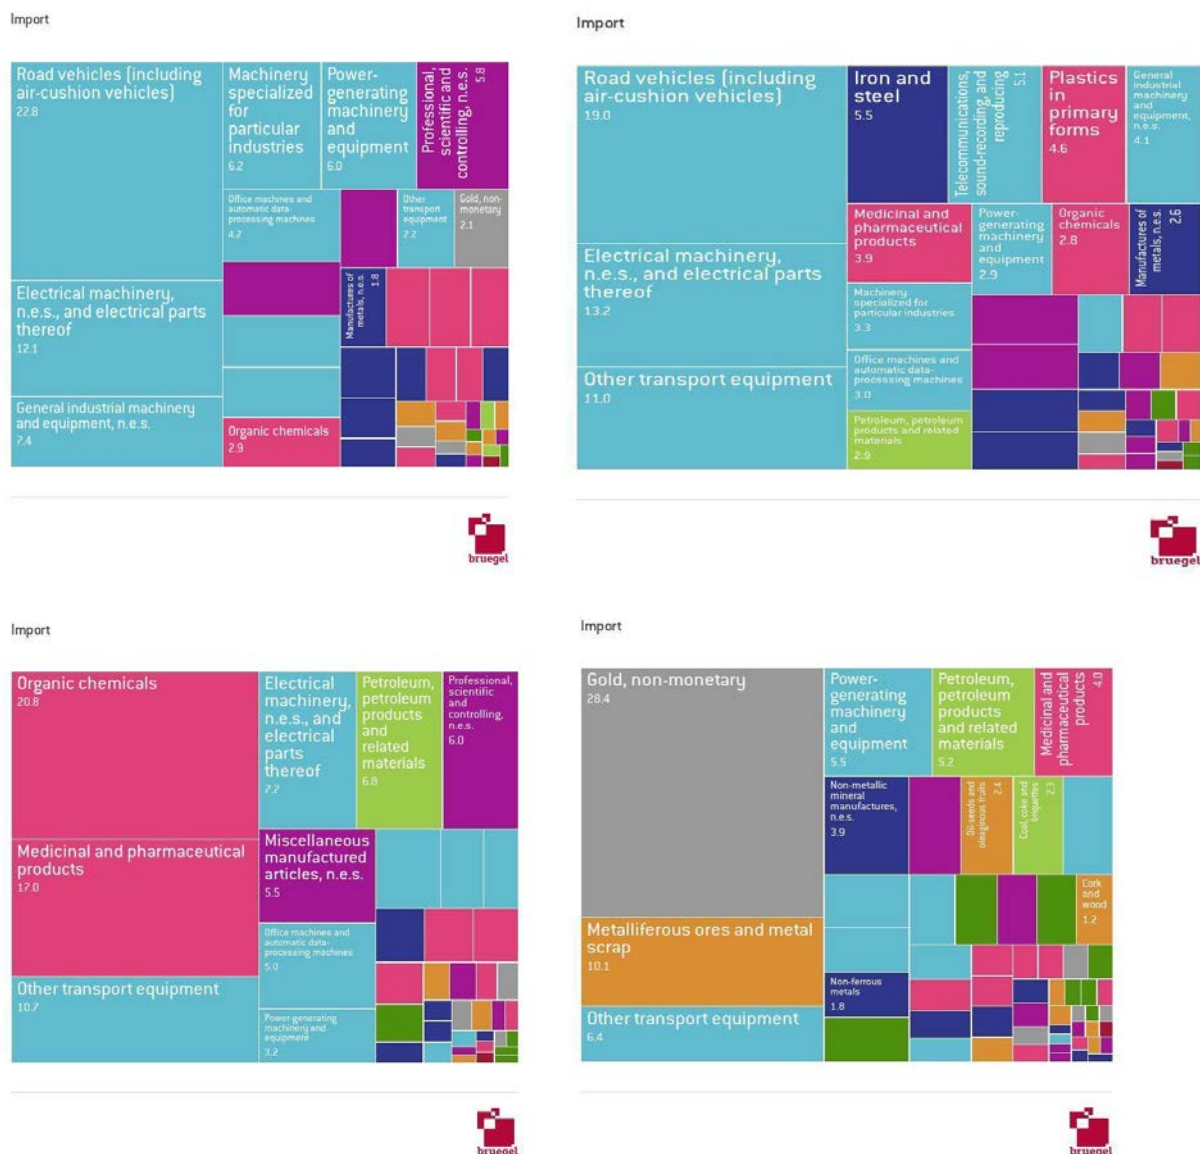 Import
Road vehicles (including
air-cushion vehicles)
22.8
Electrical machinery,
n.e.s., and electrical parts
thereof
12.1
General industrial machinery
and equipment, n.e.s.
7.4
Machinery
specialized
for
particular
industries
6.2
Power-
generating
machinery
and
equipment
6.0
Professional,
scientific and
controlling, n.e.s.
5.8
Office machines and
automatic data-
processing machines
4.2
Other
transport
equipment
2.2
Gold, non-
monetary
2.1
Manufactures of
metals, n.e.s.
1.8
Organic chemicals
2.9
bruegel
Import
Road vehicles (including
air-cushion vehicles)
19.0
Electrical machinery,
n.e.s., and electrical parts
thereof
13.2
Other transport equipment
11.0
Iron and
steel
5.5
Telecommunications,
sound-recording, and
reproducing
5.1
Plastics
in
primary
forms
4.6
General
industrial
machinery
and
equipment,
n.e.s.
4.1
Medicinal and
pharmaceutical
products
3.9
Power-
generating
machinery
and
equipment
2.9
Organic
chemicals
2.8
Manufactures of
metals, n.e.s.
2.6
Machinery
specialized for
particular industries
3.3
Office machines and
automatic data-
processing machines
3.0
Petroleum, petroleum
products and related
materials
2.9
bruegel
Import
Organic chemicals
20.8
Medicinal and pharmaceutical
products
17.0
Other transport equipment
10.7
Electrical
machinery,
n.e.s., and
electrical
parts
thereof
7.2
Petroleum,
petroleum
products
and
related
materials
6.8
Professional,
scientific
and
controlling,
n.e.s.
6.0
Miscellaneous
manufactured
articles, n.e.s.
5.5
Office machines and
automatic data-
processing machines
5.0
Power-generating
machinery and
equipment
3.2
bruegel
Import
Gold, non-monetary
28.4
Metalliferous ores and metal
scrap
10.1
Other transport equipment
6.4
Power-
generating
machinery
and
equipment
5.5
Petroleum,
petroleum
products
and related
materials
5.2
Medicinal and
pharmaceutical
products
4.0
Non-metallic
mineral
manufactures,
n.e.s.
3.9
Oil-seeds and
oleaginous fruits
2.4
Coal, coke and
briquettes
2.3
Cork
and
wood
1.2
Non-ferrous
metals
1.8
bruegel